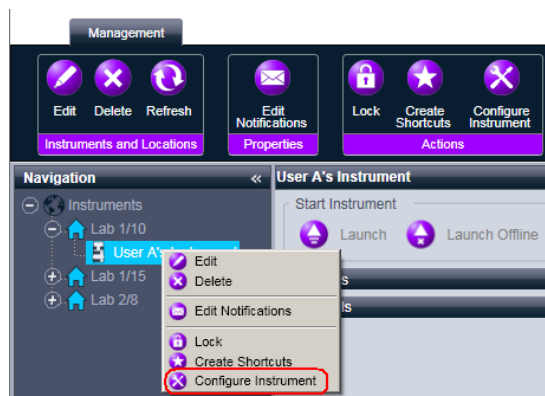 Management
Edit Delete Refresh Edit Notifications Lock Create Shortcuts Configure Instrument
Instruments and Locations Properties Actions
Navigation «
Instruments
Lab 1/10
User A's
Lab 1/15
Lab 2/8
User A's Instrument
Start Instrument
Launch Launch Offline
Edit
Delete
Edit Notifications
Lock
Create Shortcuts
Configure Instrument